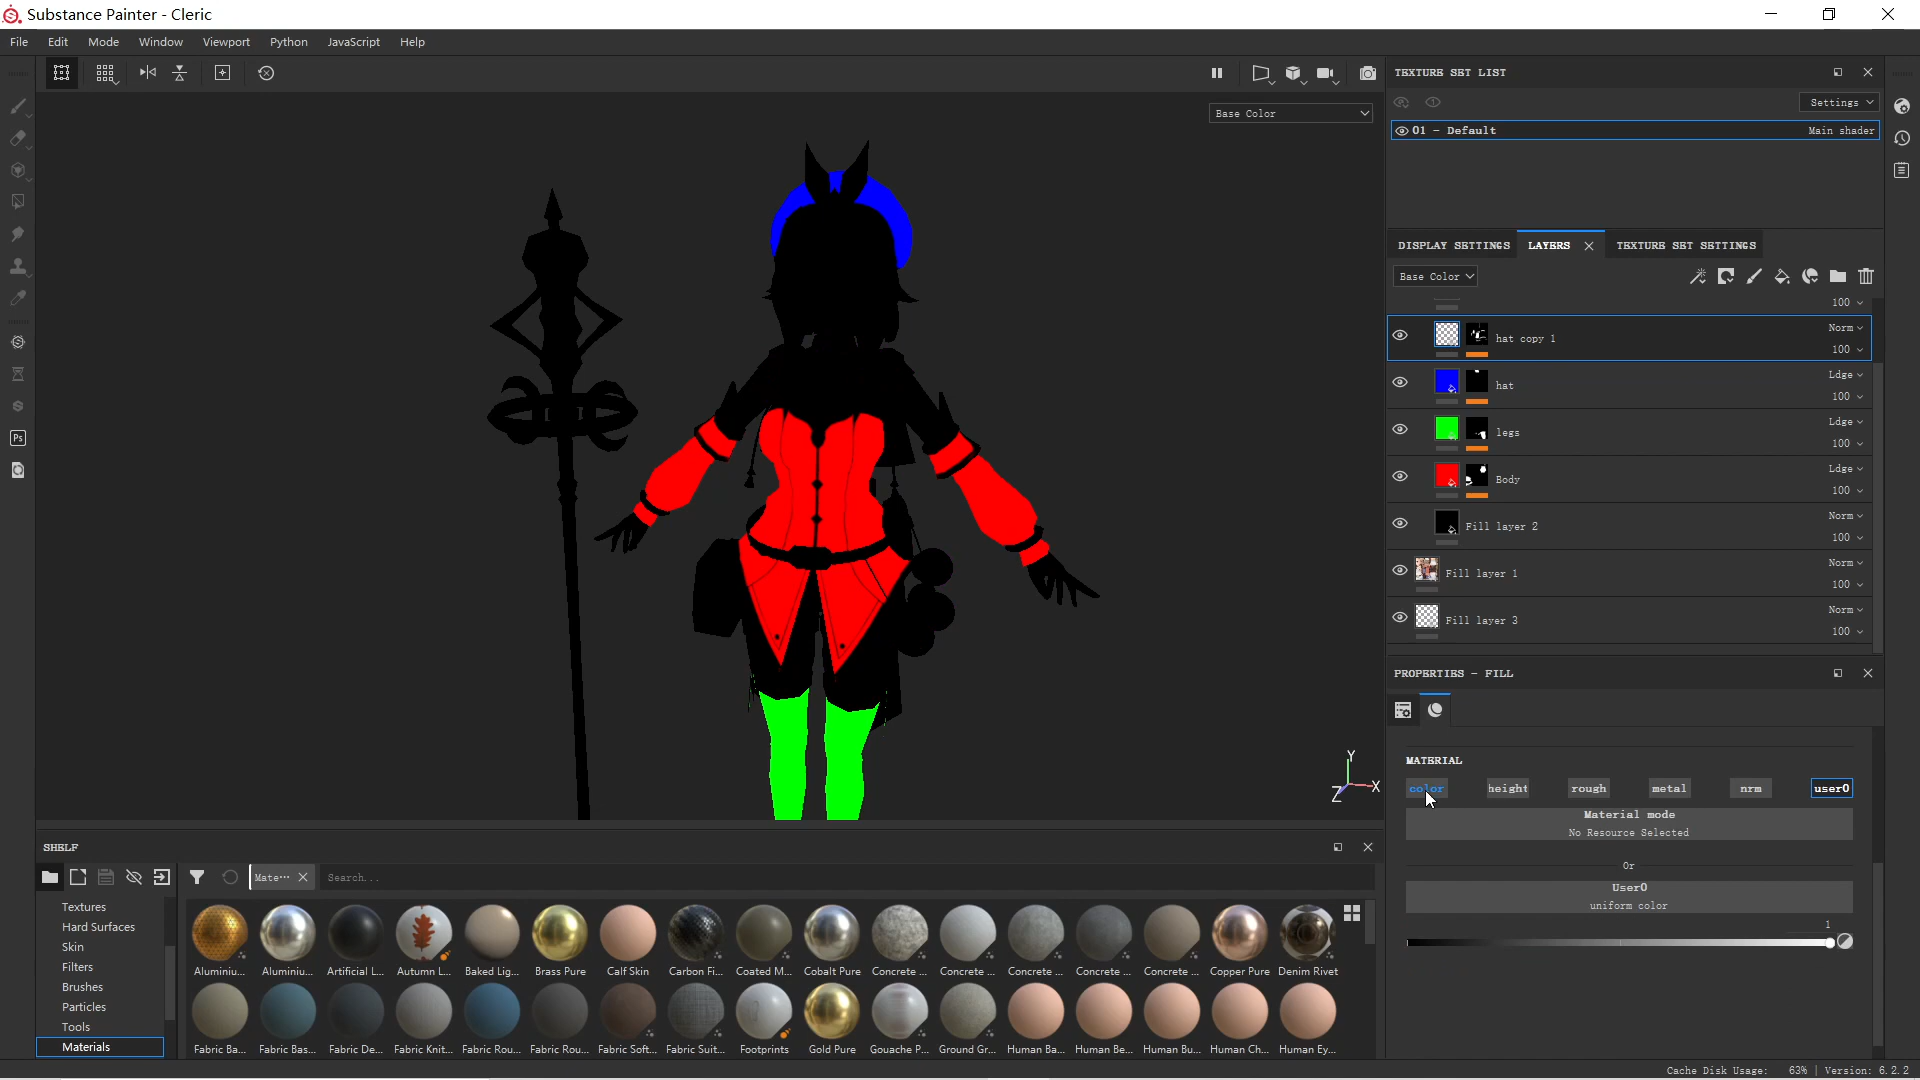 Substance Painter - Cleric
File Edit Mode Window Viewport Python JavaScript Help
Base Color
TEXTURE SET LIST
Settings
01 - Default Main shader
DISPLAY SETTINGS LAYERS TEXTURE SET SETTINGS
Base Color
100
hat copy 1 Norm 100
hat Ldge 100
legs Ldge 100
Body Ldge 100
Fill layer 2 Norm 100
Fill layer 1 Norm 100
Fill layer 3 Norm 100
PROPERTIES - FILL
MATERIAL
color height rough metal nrm user0
Material mode
No Resource Selected
Or
User0
uniform color
1
SHELF
Mate··· Search...
Textures
Hard Surfaces
Skin
Filters
Brushes
Particles
Tools
Materials
Aluminiu... Aluminiu... Artificial L... Autumn L... Baked Lig... Brass Pure Calf Skin Carbon Fi... Coated M... Cobalt Pure Concrete ... Concrete ... Concrete ... Concrete ... Concrete ... Copper Pure Denim Rivet
Fabric Ba... Fabric Bas... Fabric De... Fabric Knit... Fabric Rou... Fabric Rou... Fabric Soft... Fabric Suit... Footprints Gold Pure Gouache P... Ground Gr... Human Ba... Human Be... Human Bu... Human Ch... Human Ey...
Ps
Y
X
Z
Cache Disk Usage: 63% | Version: 6.2.2